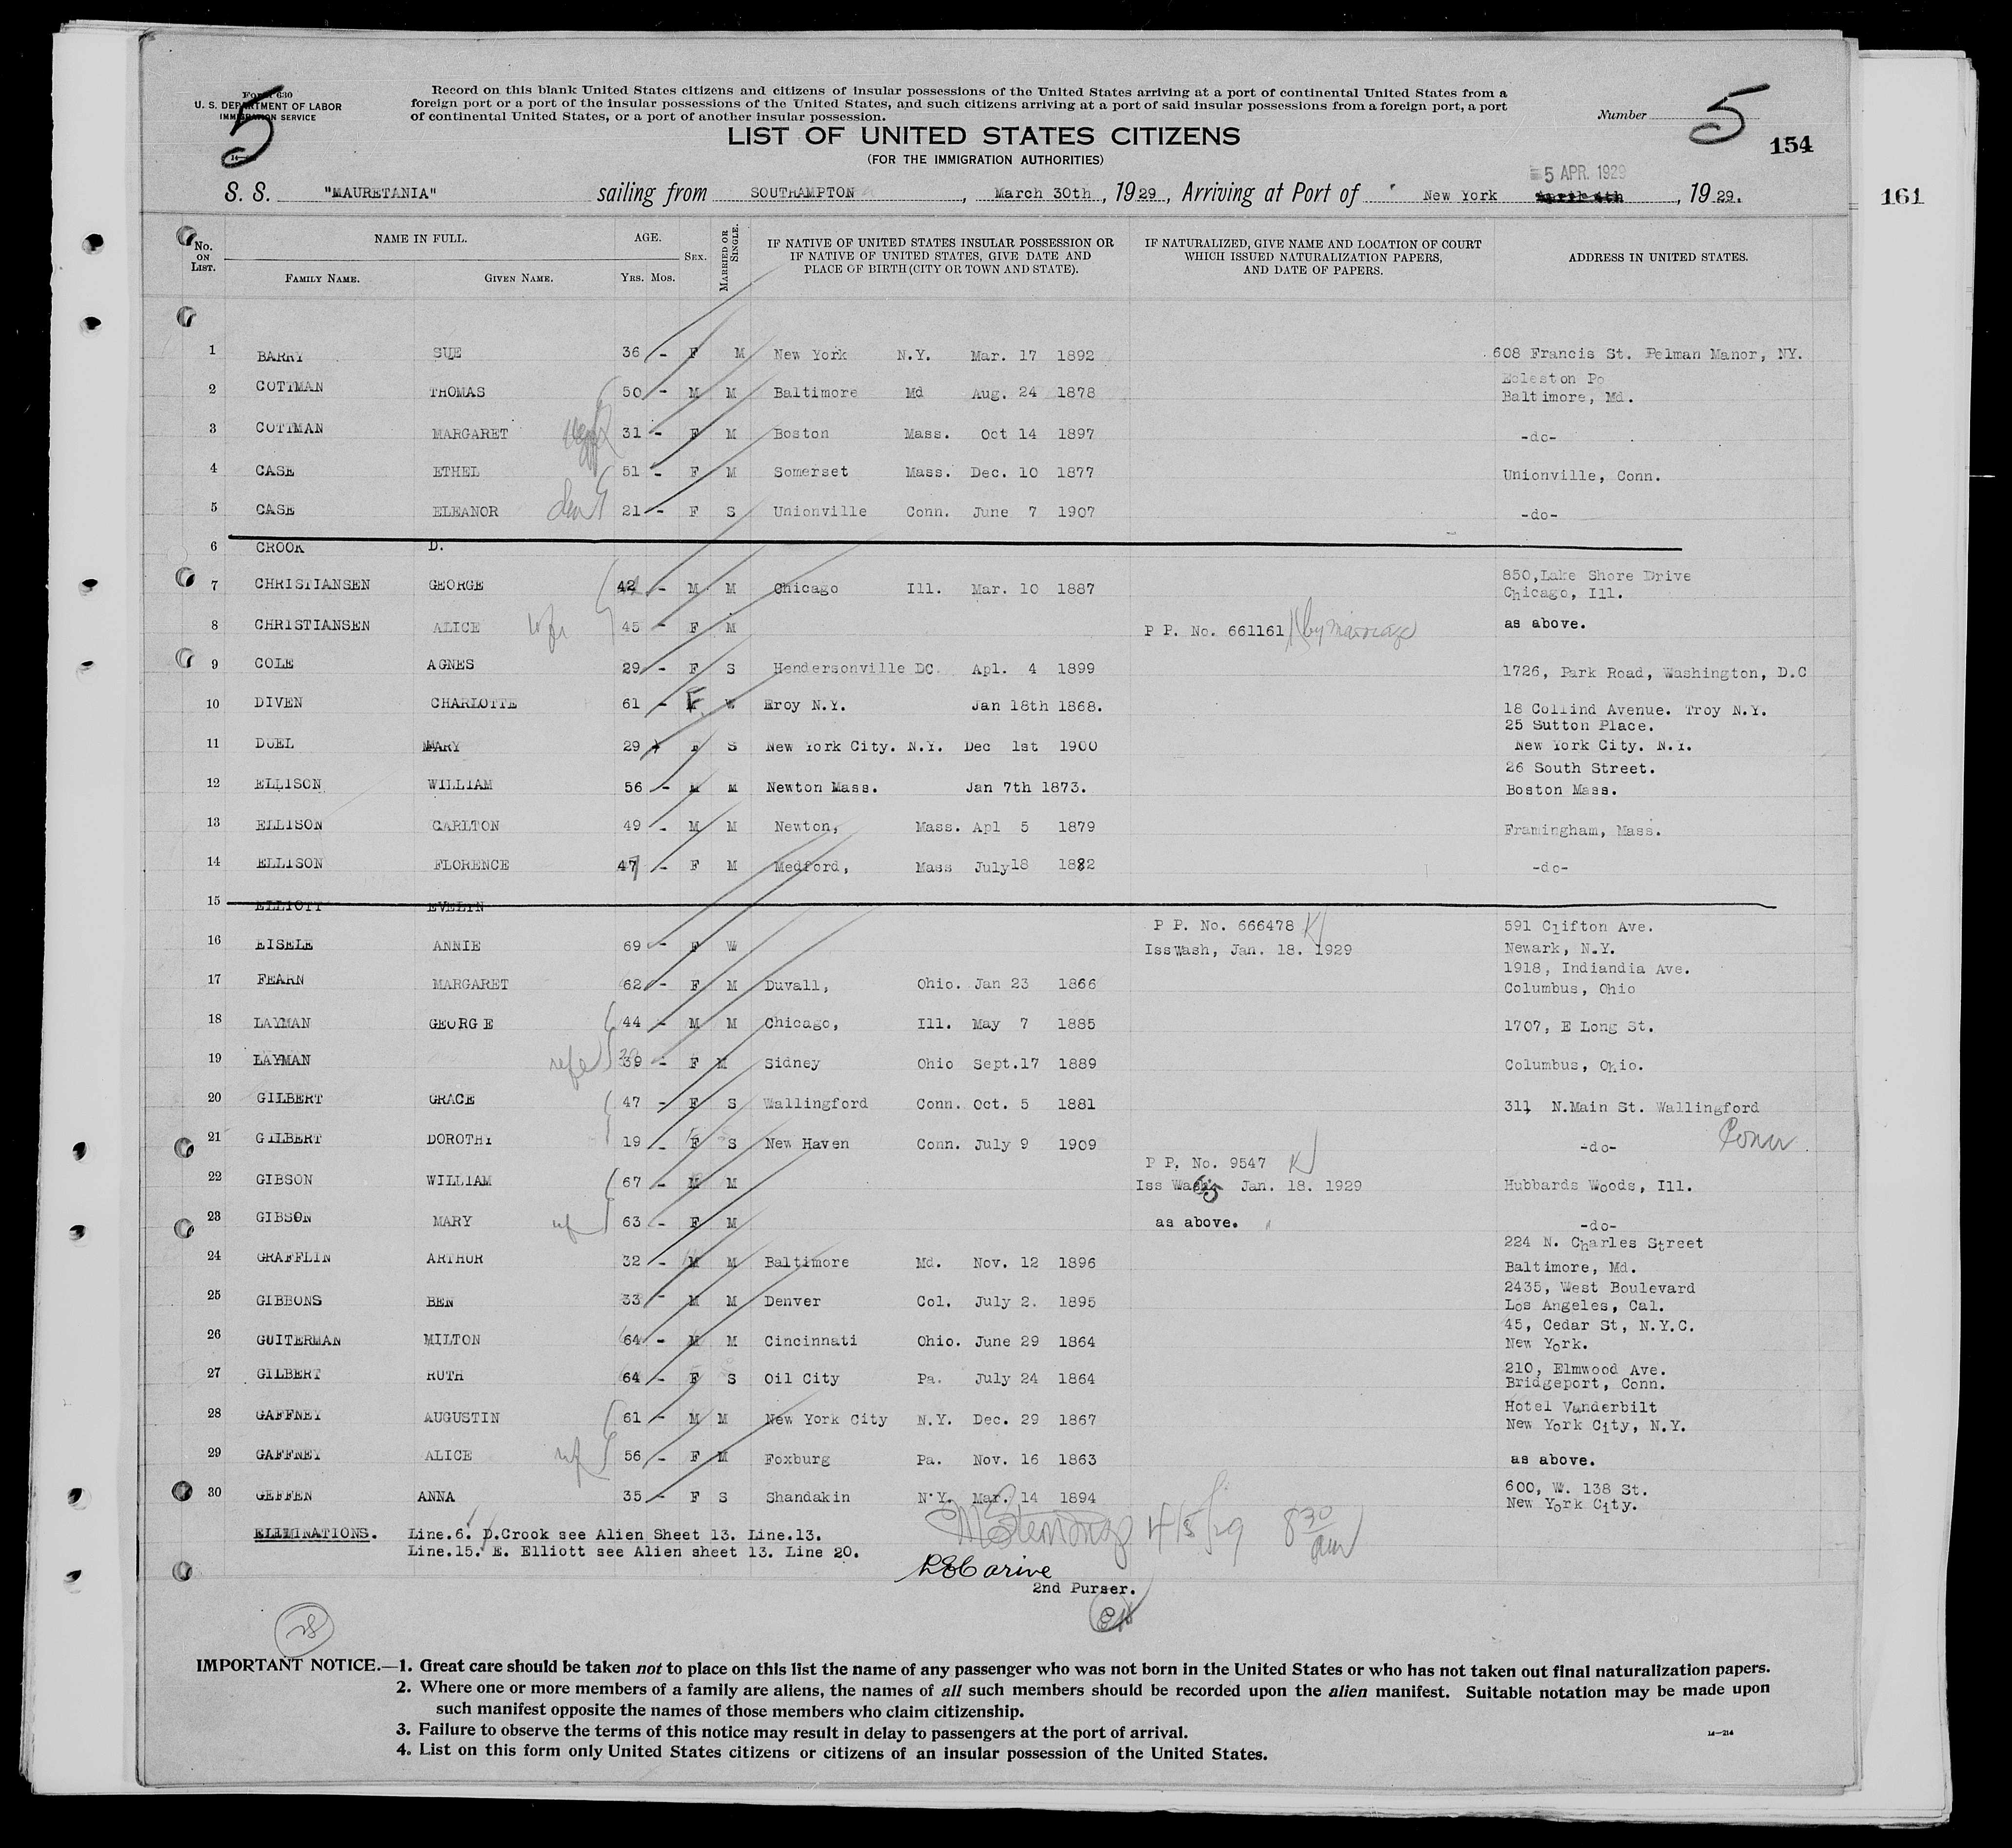 Form 630
U. S. DEPARTMENT OF LABOR
IMMIGRATION SERVICE
5
Record on this blank United States citizens and citizens of insular possessions of the United States arriving at a port of continental United States from a
foreign port or a port of the insular possessions of the United States, and such citizens arriving at a port of said insular possessions from a foreign port, a port
of continental United States, or a port of another insular possession.
Number 5
154
161
LIST OF UNITED STATES CITIZENS
(FOR THE IMMIGRATION AUTHORITIES)
5 APR. 1929
S. S. "MAURETANIA" sailing from SOUTHAMPTON, March 30th, 1929, Arriving at Port of New York April 4th, 1929.
No. ON LIST. NAME IN FULL. FAMILY NAME. GIVEN NAME. AGE. YRS. MOS. SEX. MARRIED OR SINGLE. IF NATIVE OF UNITED STATES INSULAR POSSESSION OR IF NATIVE OF UNITED STATES, GIVE DATE AND PLACE OF BIRTH (CITY OR TOWN AND STATE). IF NATURALIZED, GIVE NAME AND LOCATION OF COURT WHICH ISSUED NATURALIZATION PAPERS, AND DATE OF PAPERS. ADDRESS IN UNITED STATES.
1 BARRY SUE 36 - F M New York N.Y. Mar. 17 1892 608 Francis St. Pelman Manor, NY.
2 COTTMAN THOMAS 50 - M M Baltimore Md Aug. 24 1878 Ecleston Po Baltimore, Md.
3 COTTMAN MARGARET 31 - F M Boston Mass. Oct 14 1897 -do-
4 CASE ETHEL 51 - F M Somerset Mass. Dec. 10 1877 Unionville, Conn.
5 CASE ELEANOR 21 - F S Unionville Conn. June 7 1907 -do-
6 CROOK D.
7 CHRISTIANSEN GEORGE 42 - M M Chicago Ill. Mar. 10 1887 850, Lake Shore Drive Chicago, Ill.
8 CHRISTIANSEN ALICE 45 - F M P P. No. 661161 by marriage as above.
9 COLE AGNES 29 - F S Hendersonville DC. Apl. 4 1899 1726, Park Road, Washington, D.C
10 DIVEN CHARLOTTE 61 - F W Eroy N.Y. Jan 18th 1868. 18 Collind Avenue. Troy N.Y.
11 DUEL MARY 29 F S New York City. N.Y. Dec 1st 1900 25 Sutton Place. New York City. N.Y.
12 ELLISON WILLIAM 56 - M M Newton Mass. Jan 7th 1873. 26 South Street. Boston Mass.
13 ELLISON CARLTON 49 - M M Newton, Mass. Apl 5 1879 Framingham, Mass.
14 ELLISON FLORENCE 47 - F M Medford, Mass July 18 1882 -do-
15 ELLIOTT EVELYN
16 EISELE ANNIE 69 - F W P P. No. 666478 Iss Wash, Jan. 18. 1929 591 Clifton Ave. Newark, N.Y.
17 FEARN MARGARET 62 - F M Duvall, Ohio. Jan 23 1866 1918, Indiandia Ave. Columbus, Ohio
18 LAYMAN GEORGE 44 - M M Chicago, Ill. May 7 1885 1707, E Long St.
19 LAYMAN 39 - F M Sidney Ohio Sept.17 1889 Columbus, Ohio.
20 GILBERT GRACE 47 - F S Wallingford Conn. Oct. 5 1881 311, N.Main St. Wallingford
21 GILBERT DOROTHY 19 - F S New Haven Conn. July 9 1909 -do- Conn
22 GIBSON WILLIAM 67 - M M P P. No. 9547 Iss Wash. Jan. 18. 1929 Hubbards Woods, Ill.
23 GIBSON MARY 63 - F M as above. -do-
24 GRAFFLIN ARTHUR 32 - M M Baltimore Md. Nov. 12 1896 224 N. Charles Street Baltimore, Md.
25 GIBBONS BEN 33 - M M Denver Col. July 2. 1895 2435, West Boulevard Los Angeles, Cal.
26 GUITERMAN MILTON 64 - M M Cincinnati Ohio. June 29 1864 45, Cedar St, N.Y.C. New York.
27 GILBERT RUTH 64 - F S Oil City Pa. July 24 1864 210, Elmwood Ave. Bridgeport, Conn.
28 GAFFNEY AUGUSTIN 61 - M M New York City N.Y. Dec. 29 1867 Hotel Vanderbilt New York City, N.Y.
29 GAFFNEY ALICE 56 - F M Foxburg Pa. Nov. 16 1863 as above.
30 GEFFEN ANNA 35 - F S Shandakin N.Y. Mar. 14 1894 600, W. 138 St. New York City.
ELIMINATIONS. Line.6. D.Crook see Alien Sheet 13. Line.13.
Line.15. E. Elliott see Alien sheet 13. Line 20.
4/5/29 8 30 am
2nd Purser.
28
IMPORTANT NOTICE.—1. Great care should be taken not to place on this list the name of any passenger who was not born in the United States or who has not taken out final naturalization papers.
2. Where one or more members of a family are aliens, the names of all such members should be recorded upon the alien manifest. Suitable notation may be made upon
such manifest opposite the names of those members who claim citizenship.
3. Failure to observe the terms of this notice may result in delay to passengers at the port of arrival.
4. List on this form only United States citizens or citizens of an insular possession of the United States.
14—214